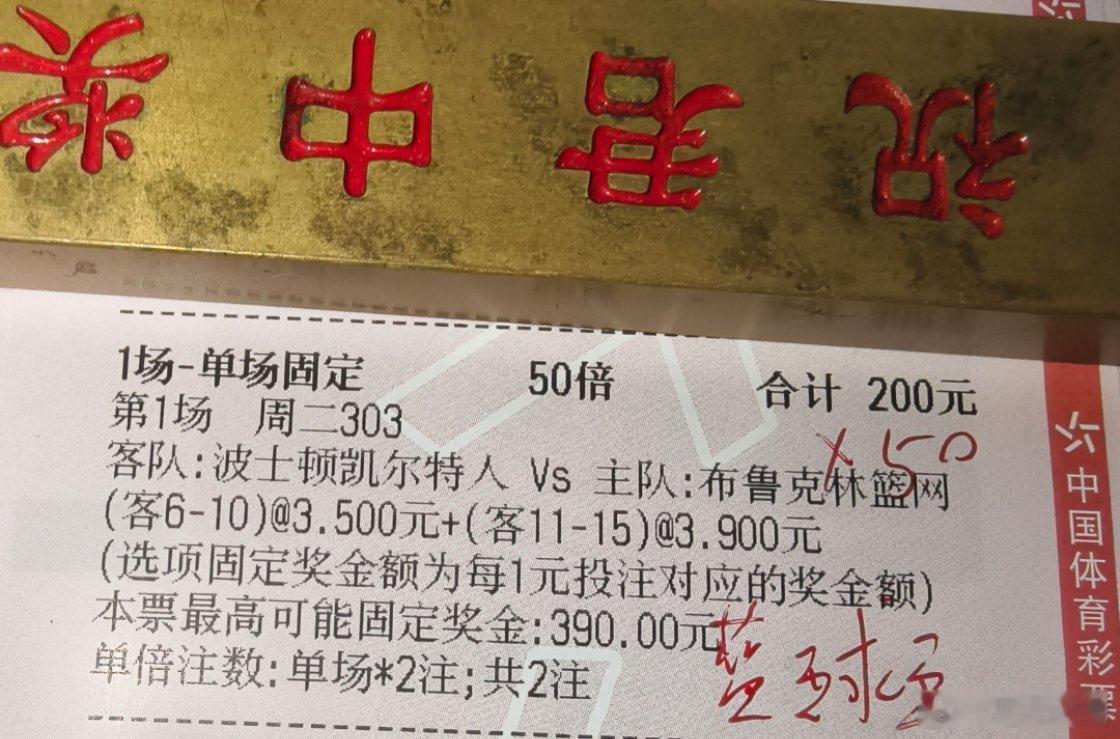 祝君中奖
1场-单场固定 50倍 合计 200元
第1场 周二303
客队:波士顿凯尔特人 Vs 主队:布鲁克林篮网
×50
(客6-10)@3.500元+(客11-15)@3.900元
(选项固定奖金额为每1元投注对应的奖金额)
本票最高可能固定奖金:390.00元
单倍注数:单场*2注;共2注
中国体育彩票